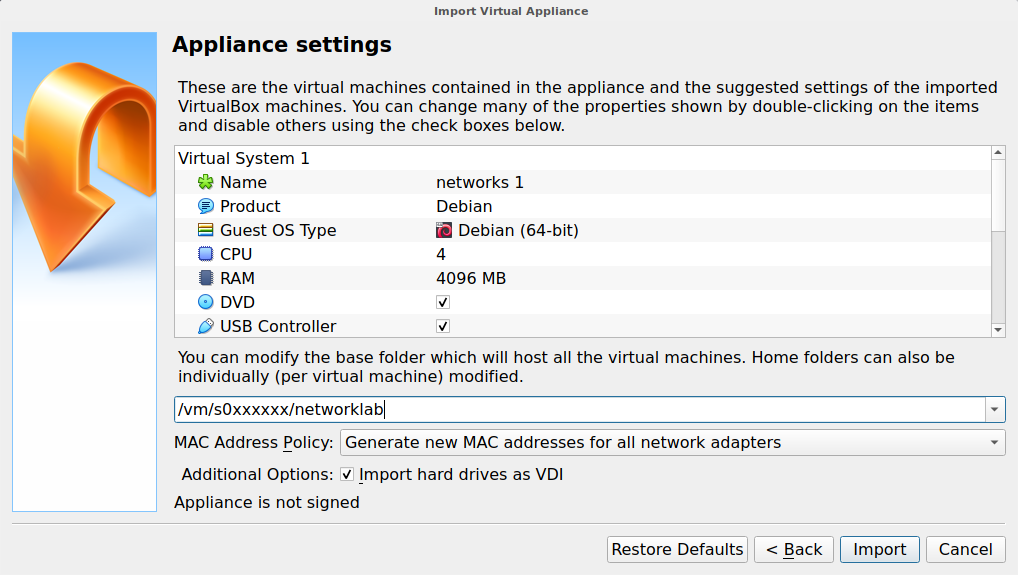 Import Virtual Appliance
Appliance settings
These are the virtual machines contained in the appliance and the suggested settings of the imported
VirtualBox machines. You can change many of the properties shown by double-clicking on the items
and disable others using the check boxes below.
Virtual System 1
Name networks 1
Product Debian
Guest OS Type Debian (64-bit)
CPU 4
RAM 4096 MB
DVD
USB Controller
You can modify the base folder which will host all the virtual machines. Home folders can also be
individually (per virtual machine) modified.
/vm/s0xxxxxx/networklab
MAC Address Policy: Generate new MAC addresses for all network adapters
Additional Options: Import hard drives as VDI
Appliance is not signed
Restore Defaults < Back Import Cancel